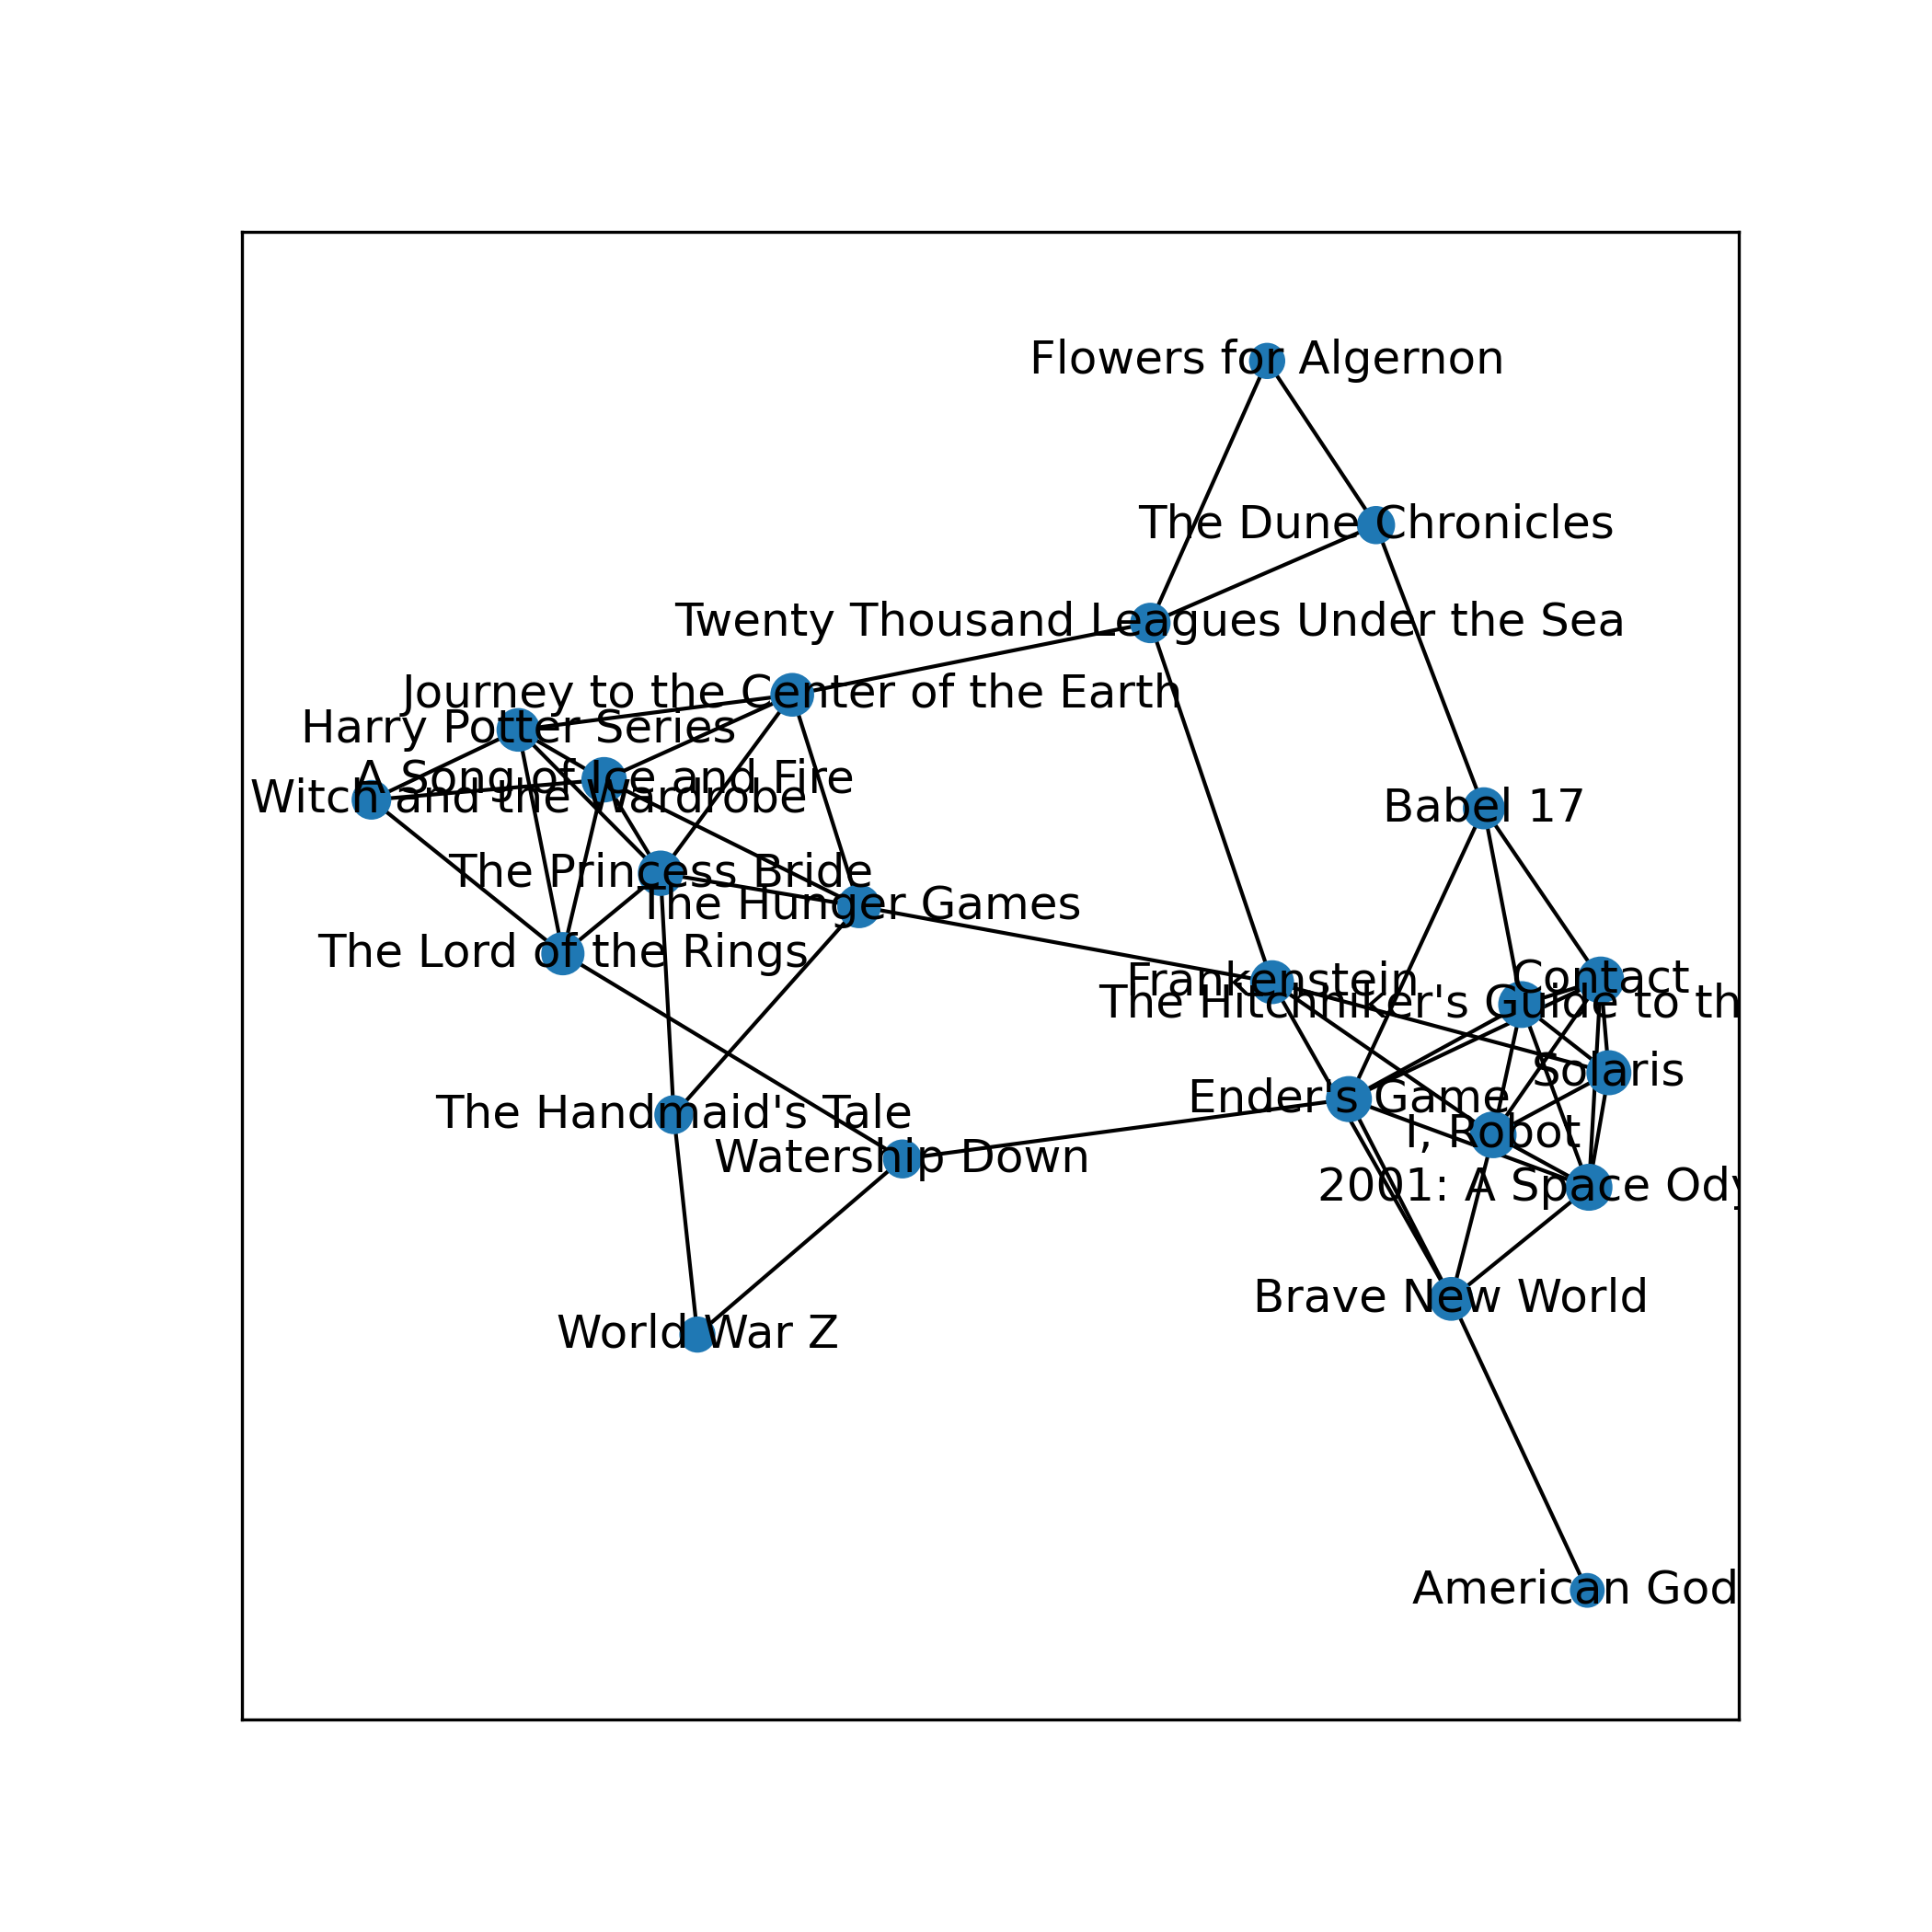 Flowers for Algernon
The Dune Chronicles
Twenty Thousand Leagues Under the Sea
Journey to the Center of the Earth
Harry Potter Series
A Song of Ice and Fire
Witch and the Wardrobe
Babel 17
The Princess Bride
The Hunger Games
The Lord of the Rings
Contact
Frankenstein
The Hitchhiker's Guide to th
Solaris
Ender's Game
The Handmaid's Tale
I, Robot
Watership Down
2001: A Space Ody
Brave New World
World War Z
American God